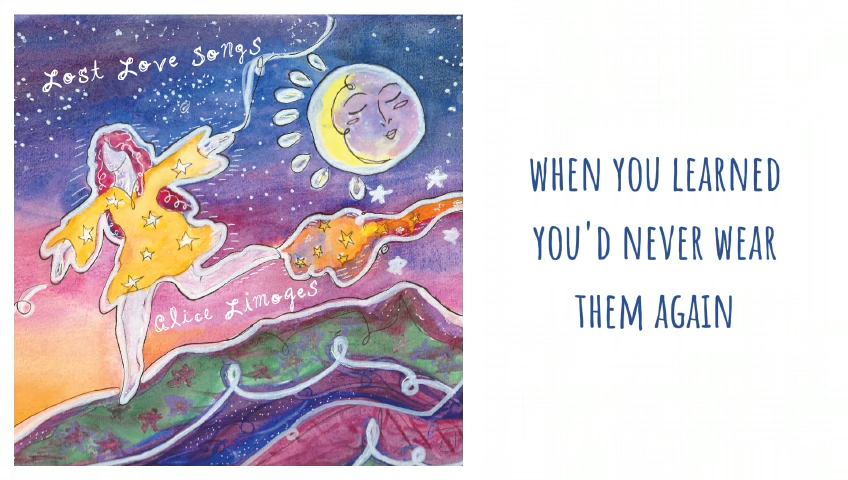 Lost Love Songs
Alice Limoges
WHEN YOU LEARNED
YOU'D NEVER WEAR
THEM AGAIN